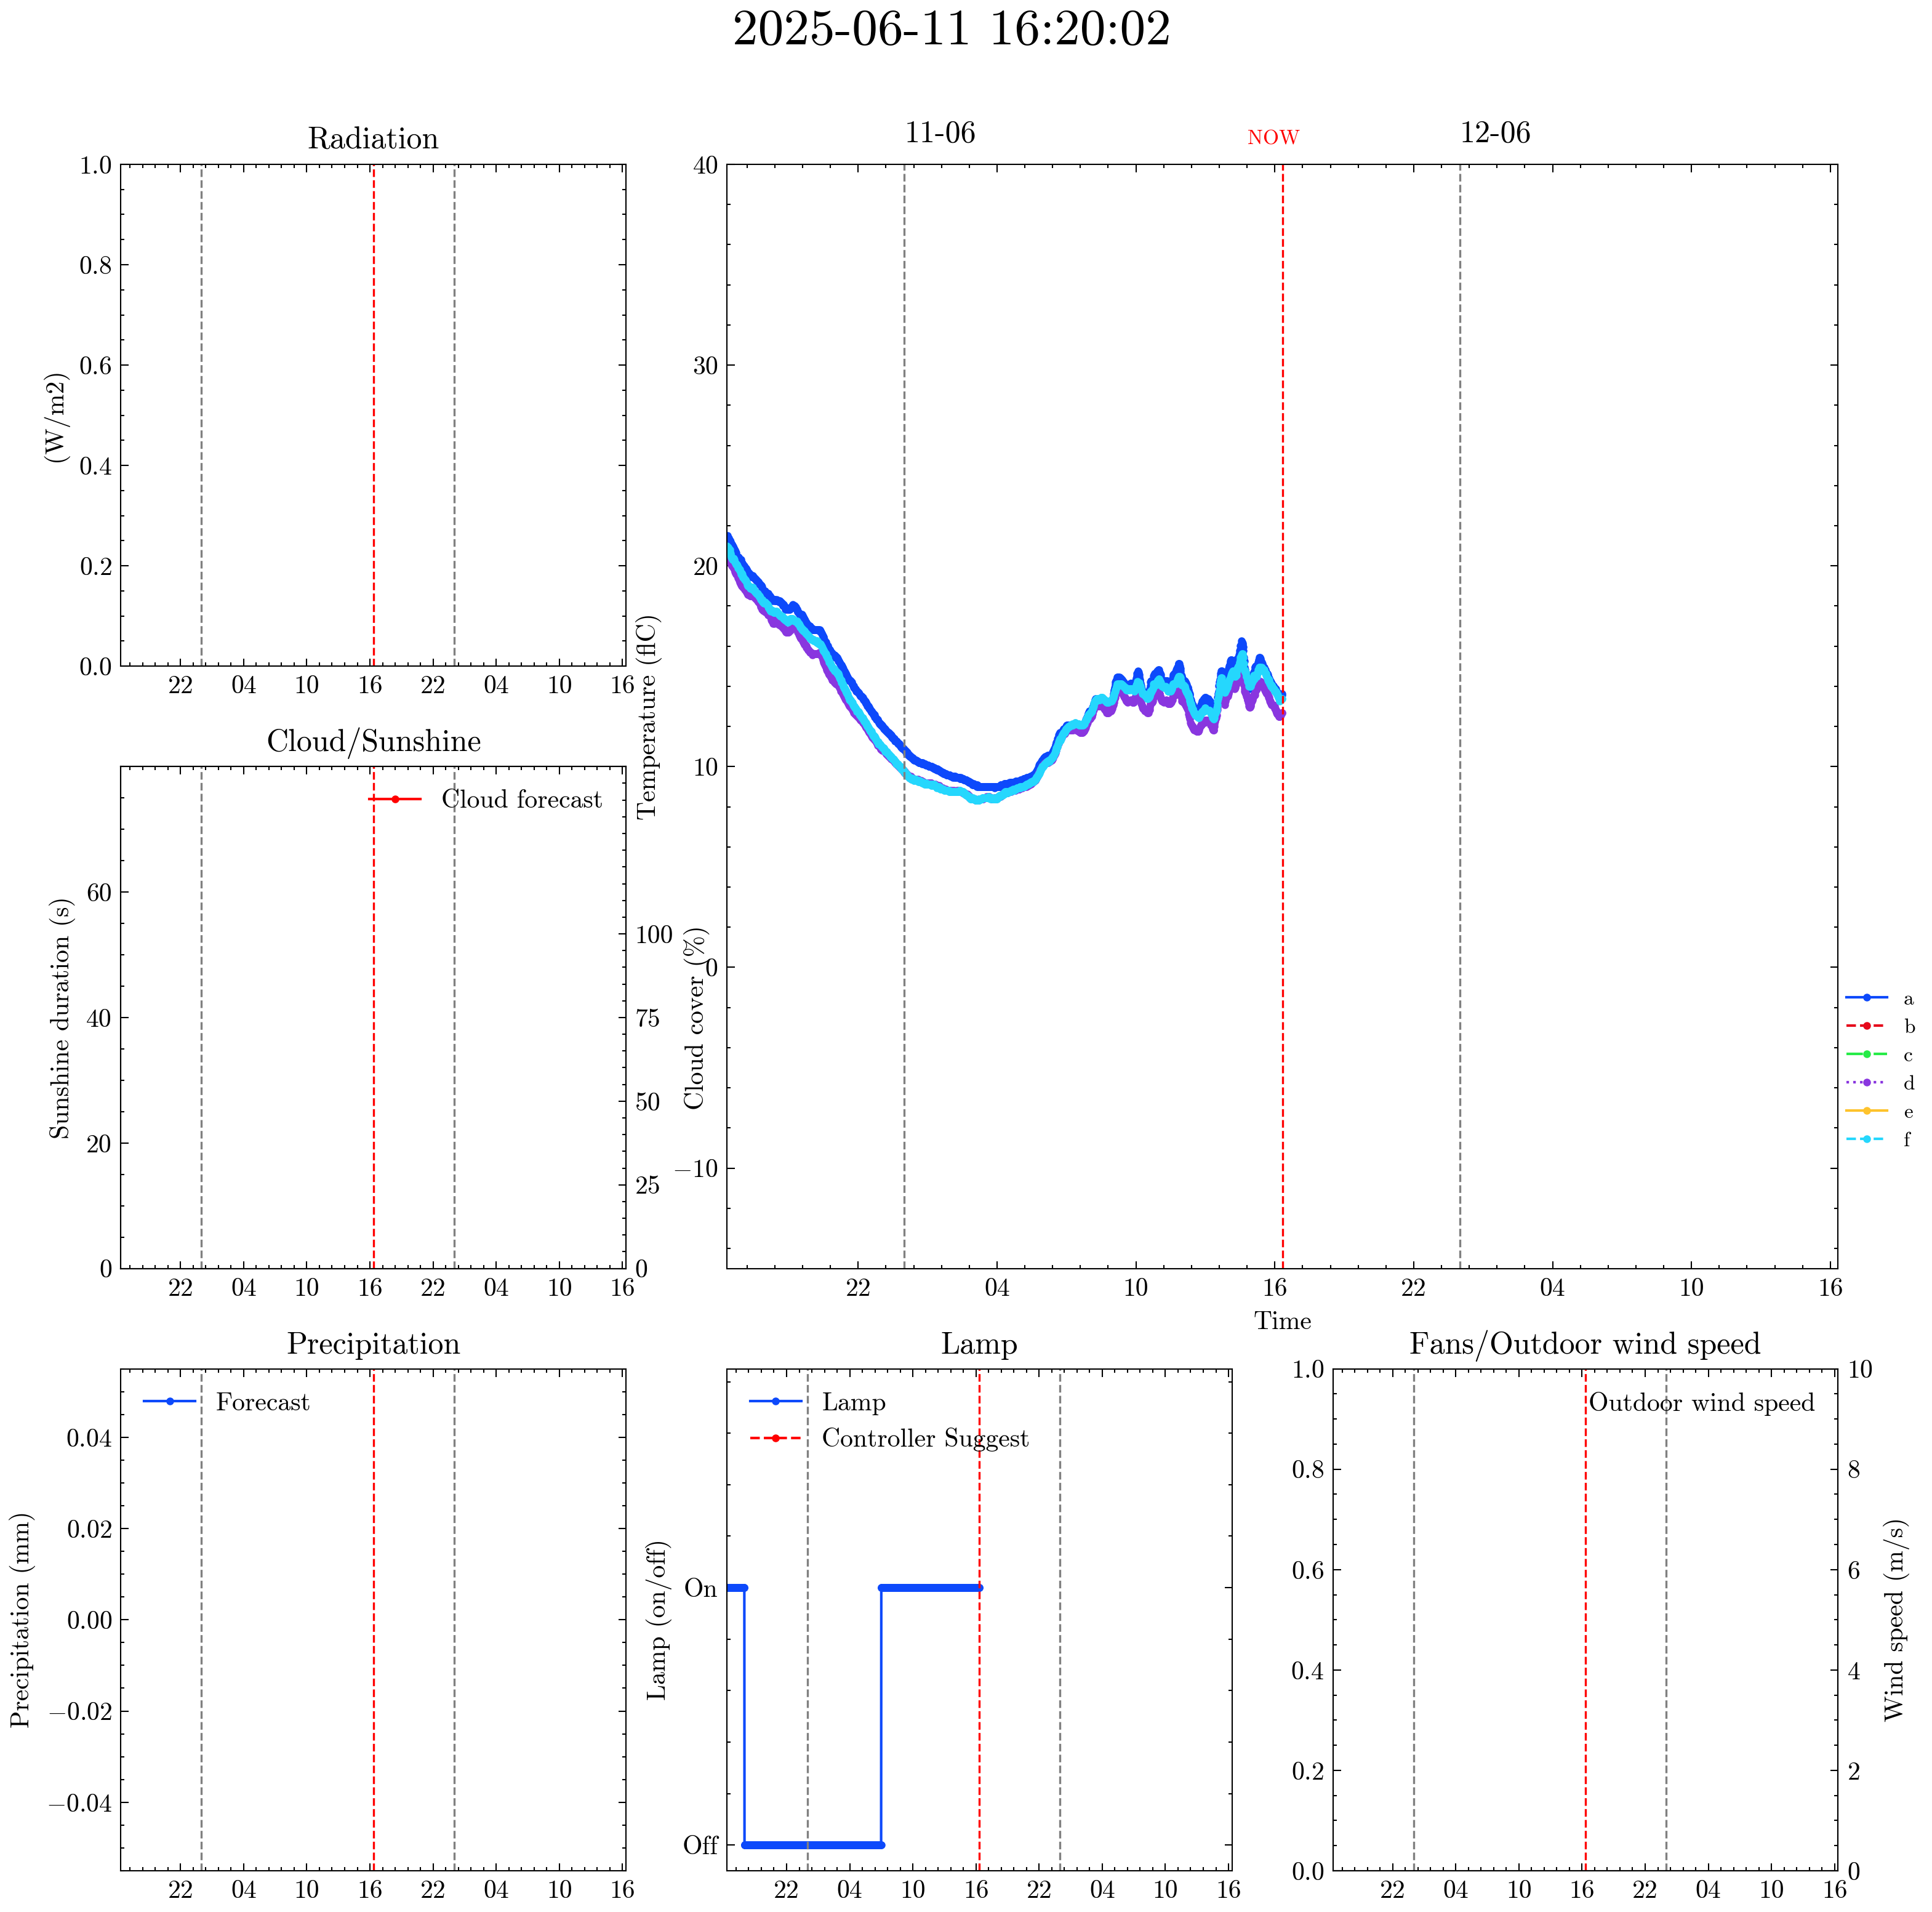 2025-06-11 16:20:02
Radiation
1.0
0.8
0.6
0.4
0.2
0.0
(W/m2)
22 04 10 16 22 04 10 16
11-06
NOW
12-06
40
30
20
10
0
−10
Temperature (flC)
22 04 10 16 22 04 10 16
Time
a
b
c
d
e
f
Cloud/Sunshine
Cloud forecast
60
40
20
0
Sunshine duration (s)
100
75
50
25
0
Cloud cover (%)
22 04 10 16 22 04 10 16
Precipitation
Forecast
0.04
0.02
0.00
−0.02
−0.04
Precipitation (mm)
22 04 10 16 22 04 10 16
Lamp
Lamp
Controller Suggest
On
Off
Lamp (on/off)
22 04 10 16 22 04 10 16
Fans/Outdoor wind speed
Outdoor wind speed
1.0
0.8
0.6
0.4
0.2
0.0
10
8
6
4
2
0
Wind speed (m/s)
22 04 10 16 22 04 10 16